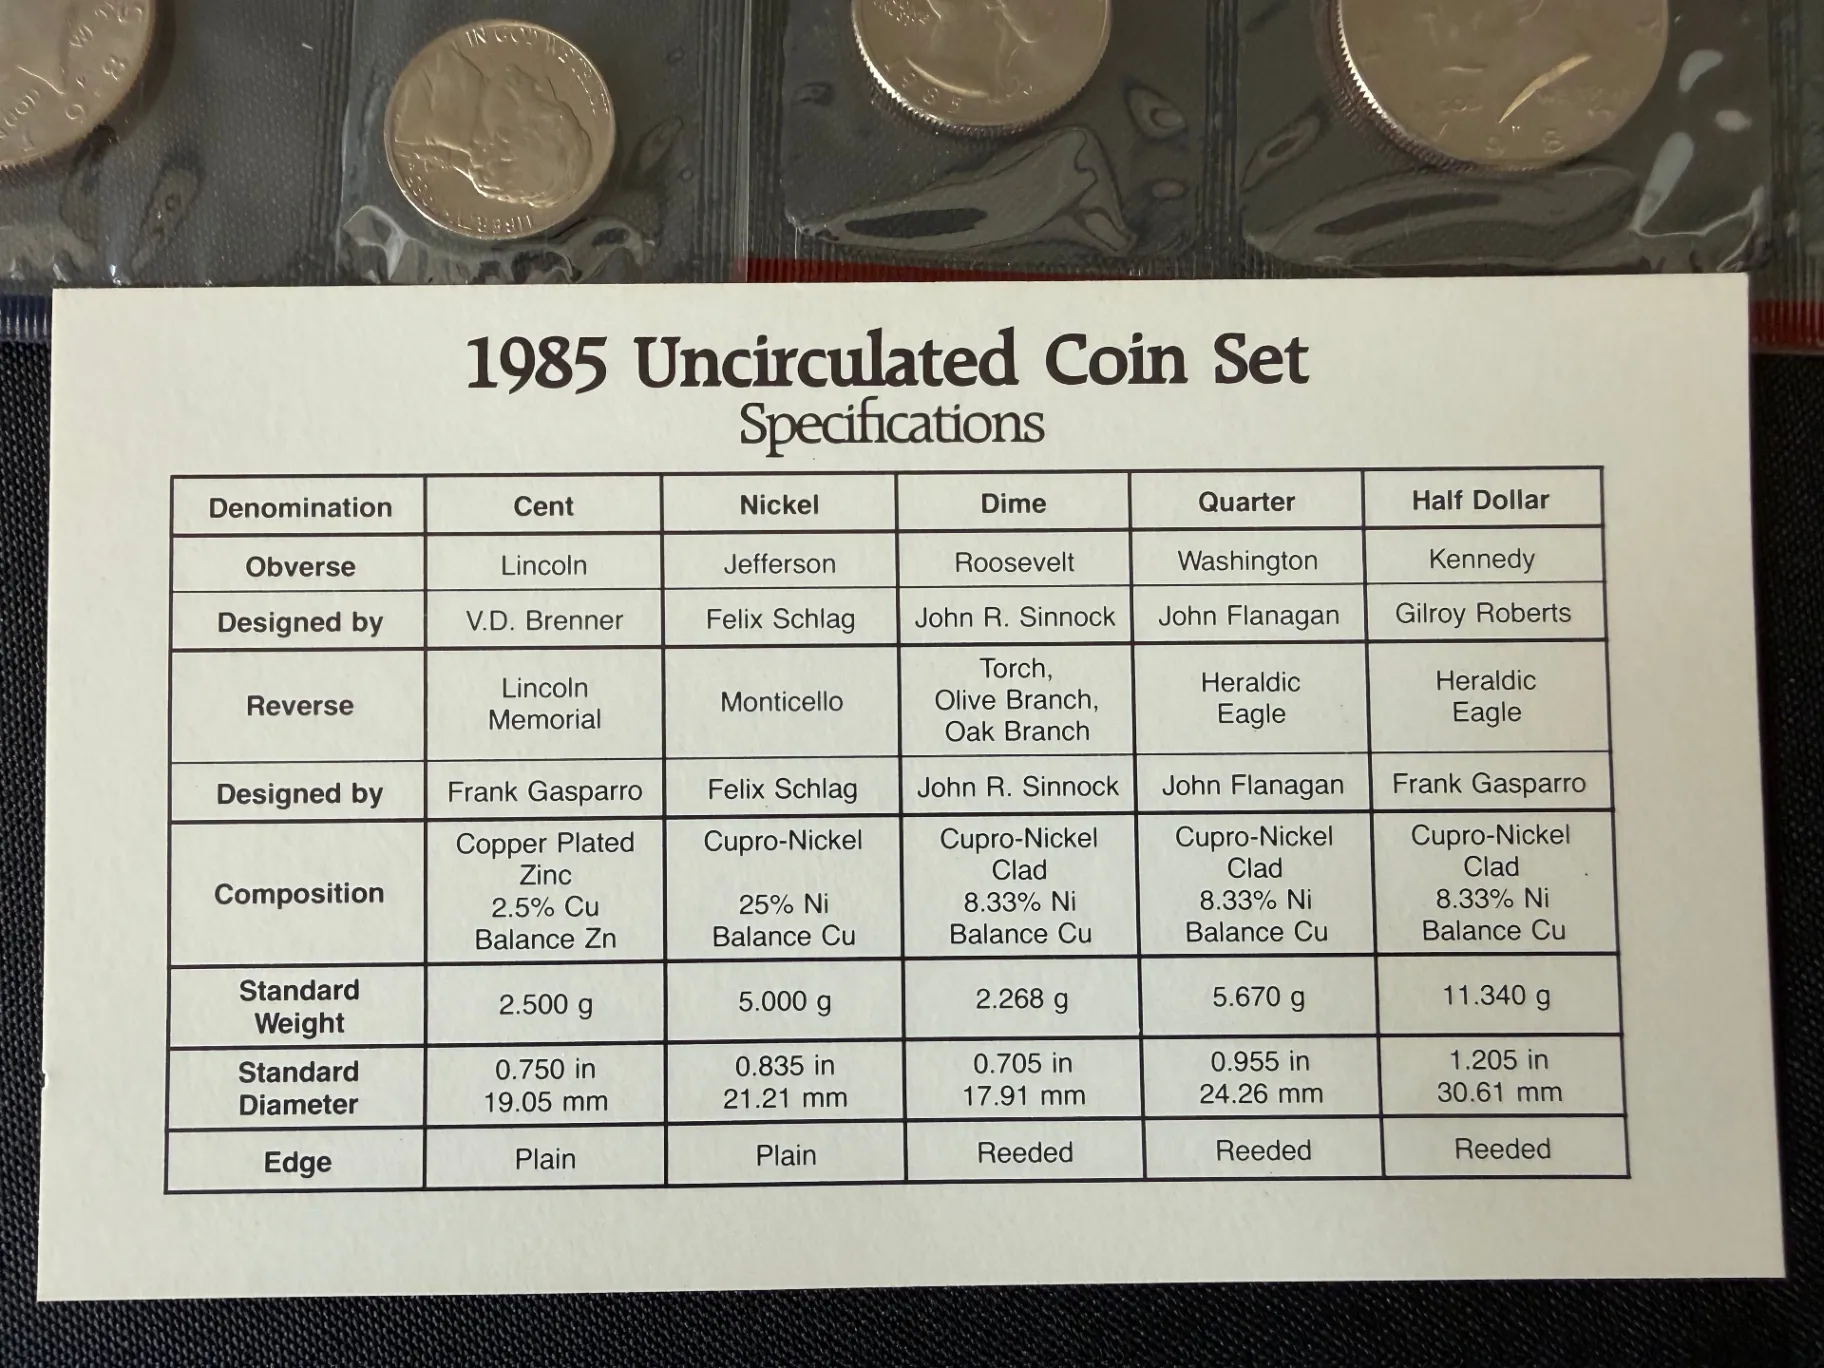 IN GOD WE TRUST
LIBERTY
1985 Uncirculated Coin Set
Specifications
Denomination Cent Nickel Dime Quarter Half Dollar
Obverse Lincoln Jefferson Roosevelt Washington Kennedy
Designed by V.D. Brenner Felix Schlag John R. Sinnock John Flanagan Gilroy Roberts
Reverse Lincoln Memorial Monticello Torch, Olive Branch, Oak Branch Heraldic Eagle Heraldic Eagle
Designed by Frank Gasparro Felix Schlag John R. Sinnock John Flanagan Frank Gasparro
Composition Copper Plated Zinc 2.5% Cu Balance Zn Cupro-Nickel 25% Ni Balance Cu Cupro-Nickel Clad 8.33% Ni Balance Cu Cupro-Nickel Clad 8.33% Ni Balance Cu Cupro-Nickel Clad 8.33% Ni Balance Cu
Standard Weight 2.500 g 5.000 g 2.268 g 5.670 g 11.340 g
Standard Diameter 0.750 in 19.05 mm 0.835 in 21.21 mm 0.705 in 17.91 mm 0.955 in 24.26 mm 1.205 in 30.61 mm
Edge Plain Plain Reeded Reeded Reeded